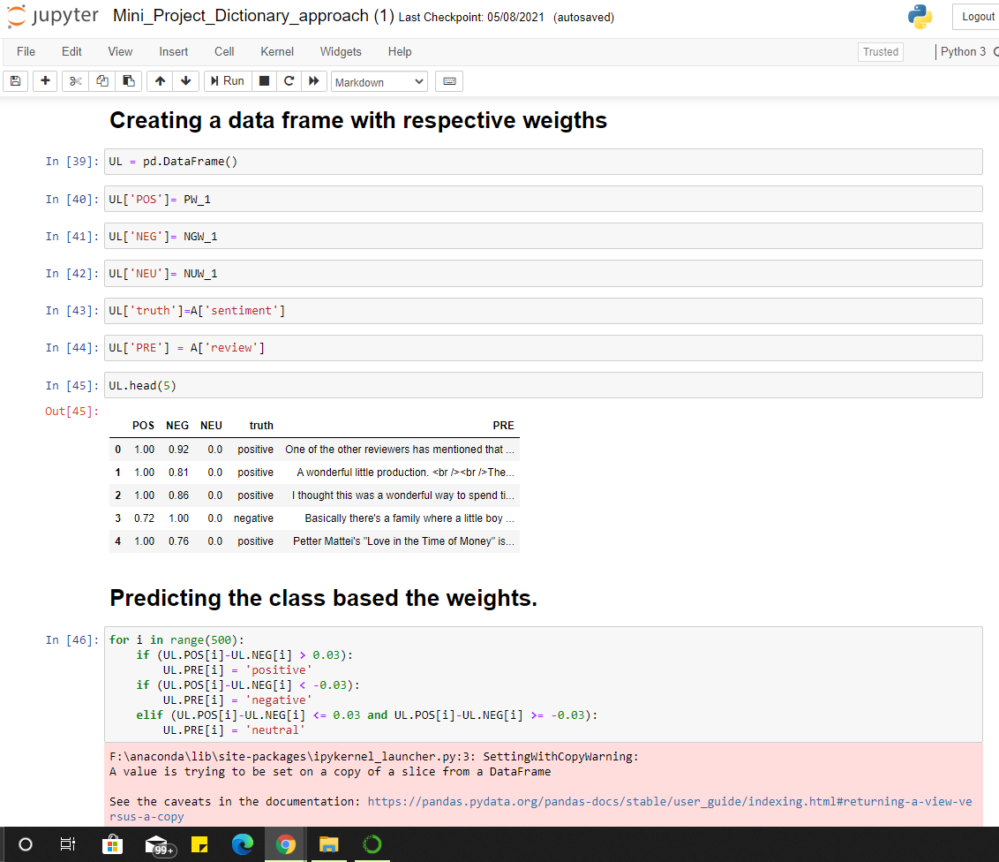 jupyter Mini_Project_Dictionary_approach (1) Last Checkpoint: 05/08/2021 (autosaved)
Logout
File Edit View Insert Cell Kernel Widgets Help
Trusted
Python 3
Run
Markdown
Creating a data frame with respective weigths
In [39]: UL = pd.DataFrame()
In [40]: UL['POS']= PW_1
In [41]: UL['NEG']= NGW_1
In [42]: UL['NEU']= NUW_1
In [43]: UL['truth']=A['sentiment']
In [44]: UL['PRE'] = A['review']
In [45]: UL.head(5)
Out[45]:
POS NEG NEU truth PRE
0 1.00 0.92 0.0 positive One of the other reviewers has mentioned that ...
1 1.00 0.81 0.0 positive A wonderful little production. <br /><br />The...
2 1.00 0.86 0.0 positive I thought this was a wonderful way to spend ti...
3 0.72 1.00 0.0 negative Basically there's a family where a little boy ...
4 1.00 0.76 0.0 positive Petter Mattei's "Love in the Time of Money" is...
Predicting the class based the weights.
In [46]: for i in range(500):
if (UL.POS[i]-UL.NEG[i] > 0.03):
UL.PRE[i] = 'positive'
if (UL.POS[i]-UL.NEG[i] < -0.03):
UL.PRE[i] = 'negative'
elif (UL.POS[i]-UL.NEG[i] <= 0.03 and UL.POS[i]-UL.NEG[i] >= -0.03):
UL.PRE[i] = 'neutral'
F:\anaconda\lib\site-packages\ipykernel_launcher.py:3: SettingWithCopyWarning:
A value is trying to be set on a copy of a slice from a DataFrame
See the caveats in the documentation: https://pandas.pydata.org/pandas-docs/stable/user_guide/indexing.html#returning-a-view-ve
rsus-a-copy
99+